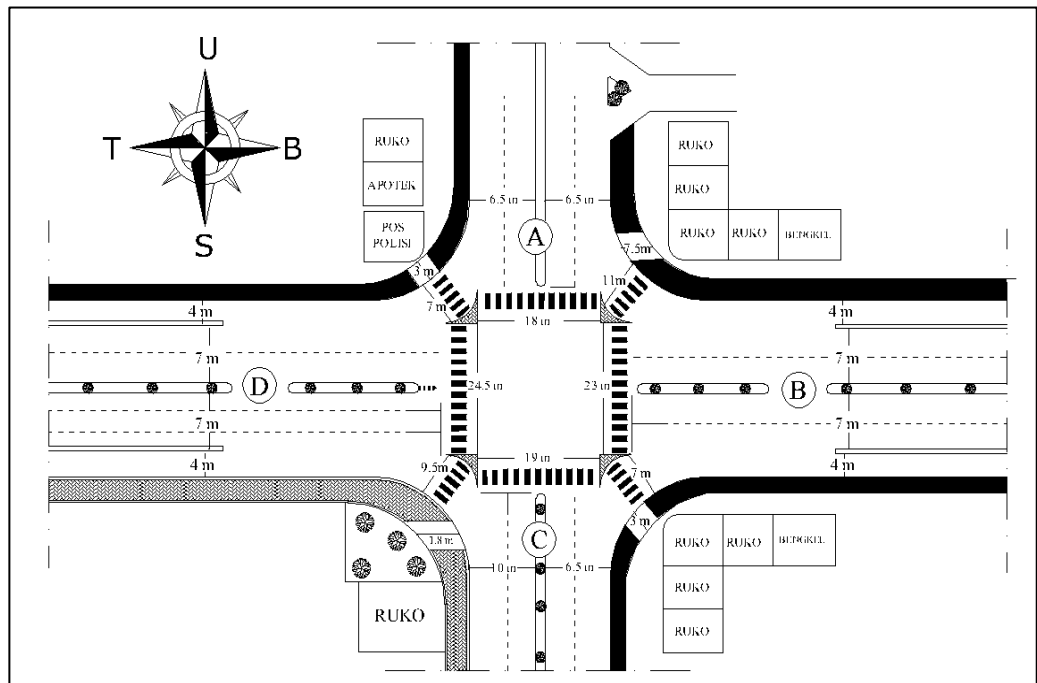 U
T
B
S
RUKO
APOTEK
POS
POLISI
RUKO
RUKO
RUKO
RUKO
BENGKEL
6.5 m
6.5 m
A
3 m
7 m
7.5m
11m
18 m
4 m
7 m
D
7 m
4 m
24.5 m
23 m
4 m
7 m
B
7 m
4 m
9.5m
19 m
7 m
3 m
C
1.8 m
10 m
6.5 m
RUKO
RUKO
RUKO
BENGKEL
RUKO
RUKO